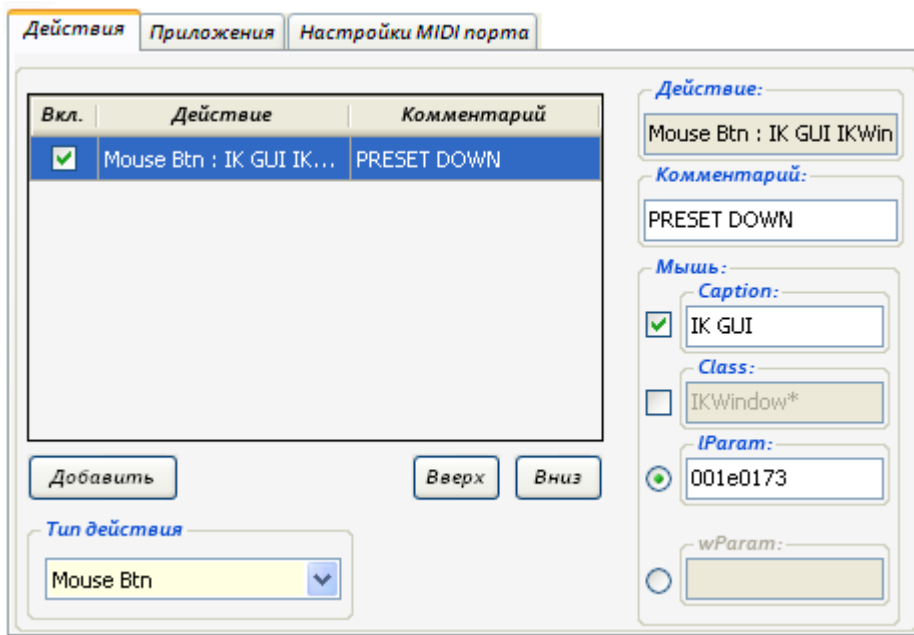 Действия Приложения Настройки MIDI порта
Вкл. Действие Комментарий
Mouse Btn : IK GUI IK... PRESET DOWN
Добавить Вверх Вниз
Тип действия
Mouse Btn
Действие:
Mouse Btn : IK GUI IKWin
Комментарий:
PRESET DOWN
Мышь:
Caption:
IK GUI
Class:
IKWindow*
lParam:
001e0173
wParam: